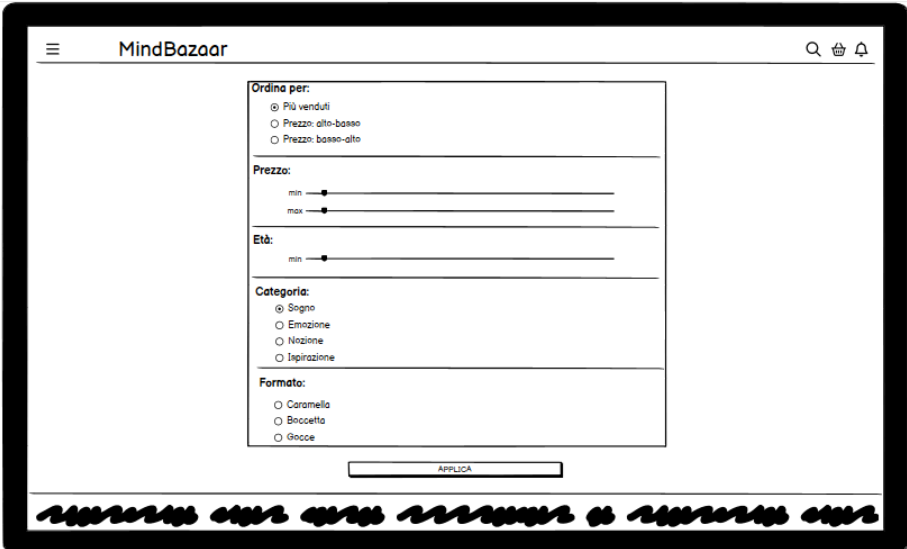 MindBazaar
Ordina per:
Più venduti
Prezzo: alto-basso
Prezzo: basso-alto
Prezzo:
min
max
Età:
min
Categoria:
Sogno
Emozione
Nozione
Ispirazione
Formato:
Caramella
Boccetta
Gocce
APPLICA